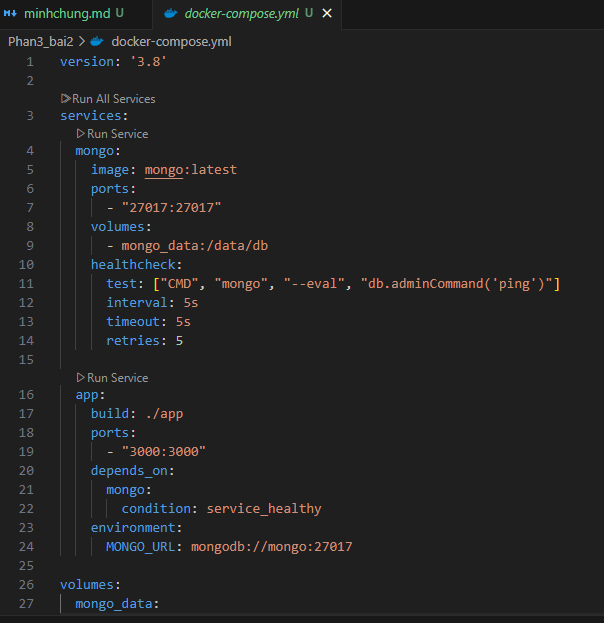 minhchung.md U docker-compose.yml U
Phan3_bai2 > docker-compose.yml
1 version: '3.8'
2
Run All Services
3 services:
Run Service
4 mongo:
5 image: mongo:latest
6 ports:
7 - "27017:27017"
8 volumes:
9 - mongo_data:/data/db
10 healthcheck:
11 test: ["CMD", "mongo", "--eval", "db.adminCommand('ping')"]
12 interval: 5s
13 timeout: 5s
14 retries: 5
15
Run Service
16 app:
17 build: ./app
18 ports:
19 - "3000:3000"
20 depends_on:
21 mongo:
22 condition: service_healthy
23 environment:
24 MONGO_URL: mongodb://mongo:27017
25
26 volumes:
27 mongo_data: